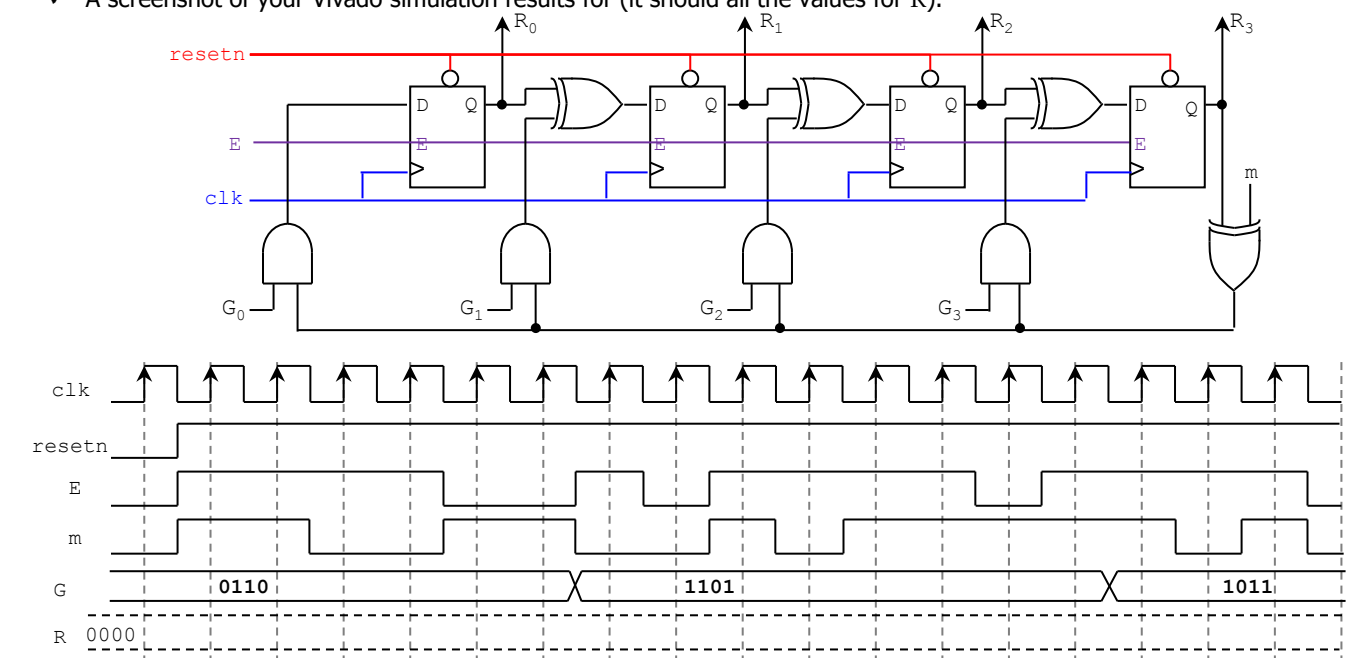 ✓ A screenshot of your Vivado simulation results for (it should all the values for R).
R0 R1 R2 R3
resetn
D Q D Q D Q D Q
E E E E E
m
clk
G0 G1 G2 G3
clk
resetn
E
m
G 0110 1101 1011
R 0000